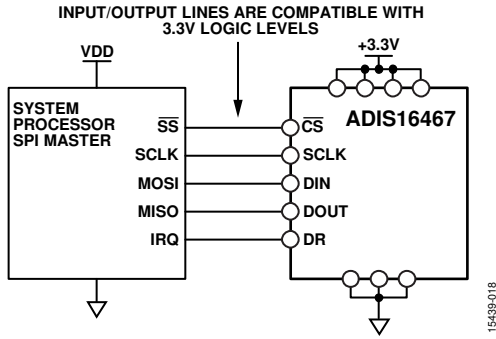 INPUT/OUTPUT LINES ARE COMPATIBLE WITH
3.3V LOGIC LEVELS
VDD
+3.3V
SYSTEM
PROCESSOR
SPI MASTER
ADIS16467
SS
CS
SCLK
SCLK
MOSI
DIN
MISO
DOUT
IRQ
DR
15439-018